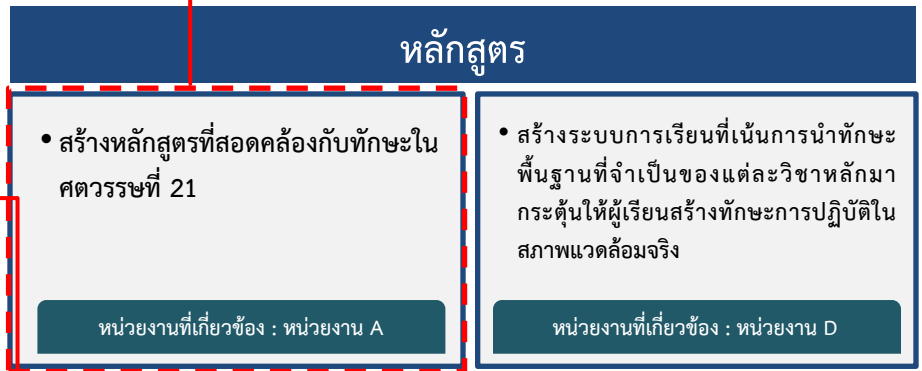 หลักสูตร
• สร้างหลักสูตรที่สอดคล้องกับทักษะใน
ศตวรรษที่ 21
หน่วยงานที่เกี่ยวข้อง : หน่วยงาน A
• สร้างระบบการเรียนที่เน้นการนำทักษะ
พื้นฐานที่จำเป็นของแต่ละวิชาหลักมา
กระตุ้นให้ผู้เรียนสร้างทักษะการปฏิบัติใน
สภาพแวดล้อมจริง
หน่วยงานที่เกี่ยวข้อง : หน่วยงาน D